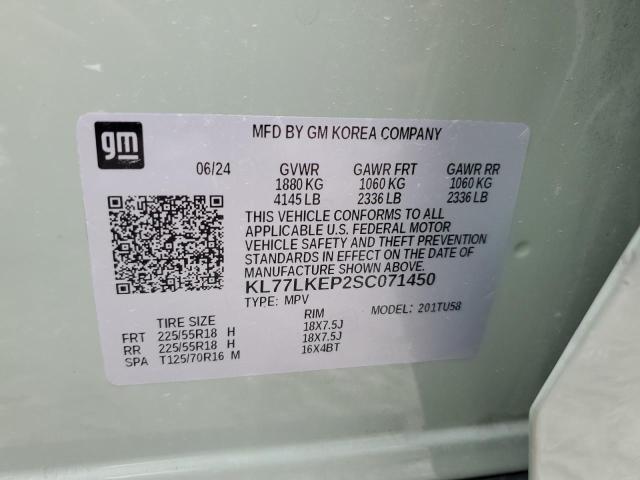 gm
MFD BY GM KOREA COMPANY
06/24 GVWR GAWR FRT GAWR RR
1880 KG 1060 KG 1060 KG
4145 LB 2336 LB 2336 LB
THIS VEHICLE CONFORMS TO ALL
APPLICABLE U.S. FEDERAL MOTOR
VEHICLE SAFETY AND THEFT PREVENTION
STANDARDS IN EFFECT ON THE DATE OF
MANUFACTURE SHOWN ABOVE.
KL77LKEP2SC071450
TYPE: MPV MODEL: 201TU58
TIRE SIZE RIM
FRT 225/55R18 H 18X7.5J
RR 225/55R18 H 18X7.5J
SPA T125/70R16 M 16X4BT